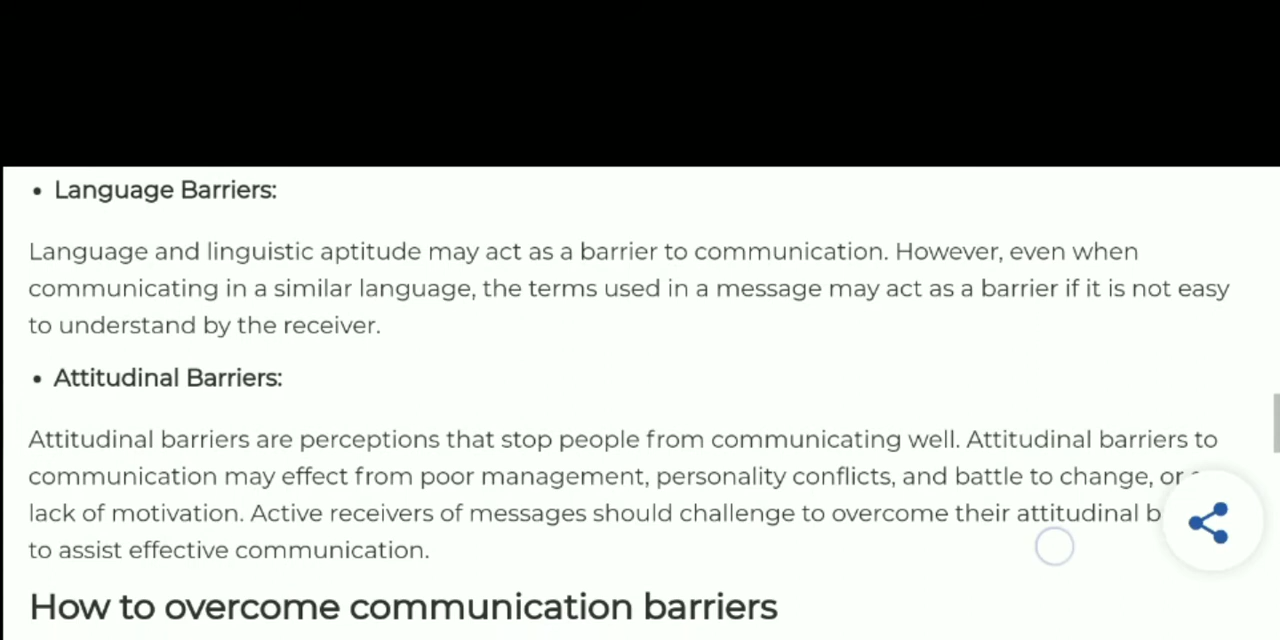 • Language Barriers:
Language and linguistic aptitude may act as a barrier to communication. However, even when
communicating in a similar language, the terms used in a message may act as a barrier if it is not easy
to understand by the receiver.
• Attitudinal Barriers:
Attitudinal barriers are perceptions that stop people from communicating well. Attitudinal barriers to
communication may effect from poor management, personality conflicts, and battle to change, or
lack of motivation. Active receivers of messages should challenge to overcome their attitudinal
to assist effective communication.
How to overcome communication barriers